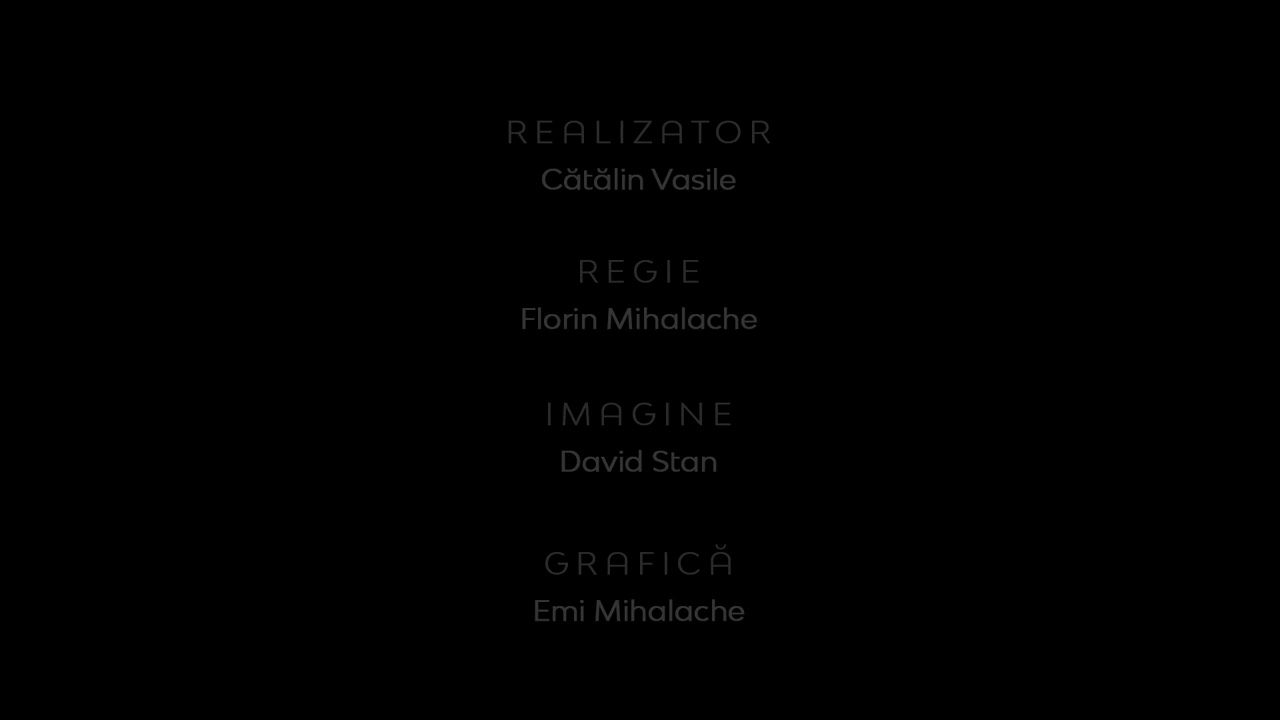 REALIZATOR
Cătălin Vasile
REGIE
Florin Mihalache
IMAGINE
David Stan
GRAFICĂ
Emi Mihalache